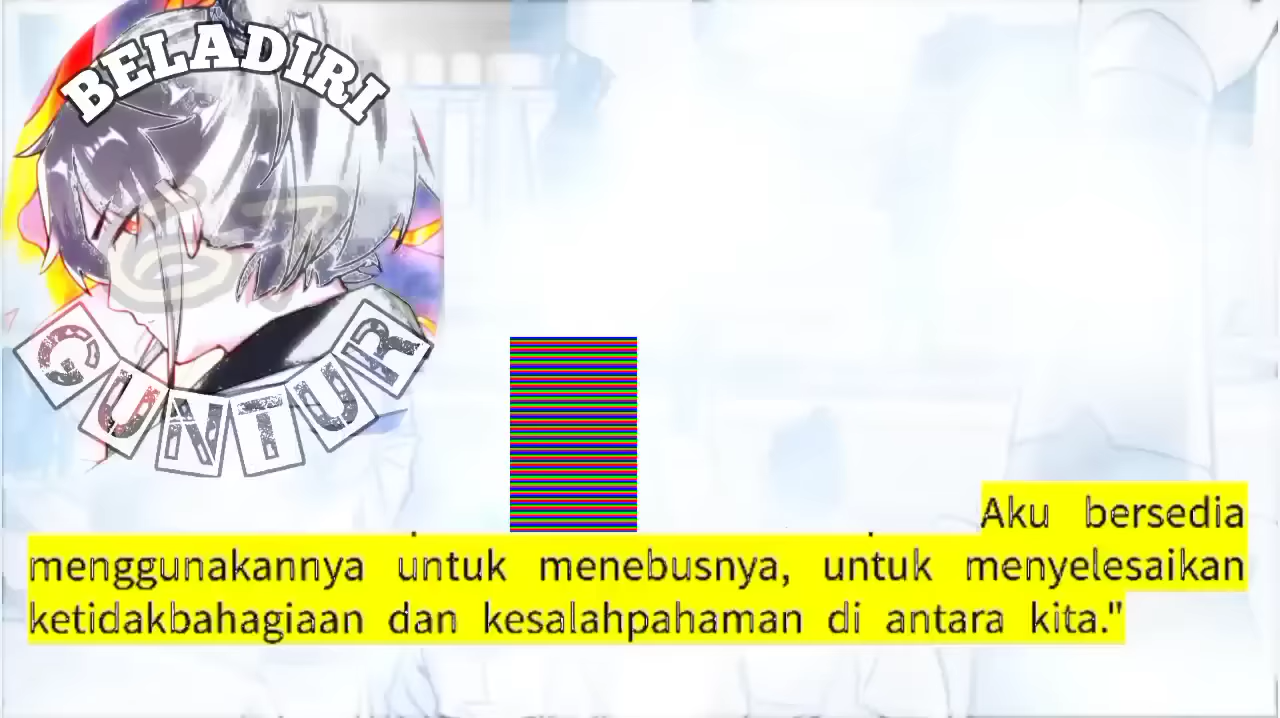 BELADIRI
GUNTUR
Aku bersedia
menggunakannya untuk menebusnya, untuk menyelesaikan
ketidakbahagiaan dan kesalahpahaman di antara kita."